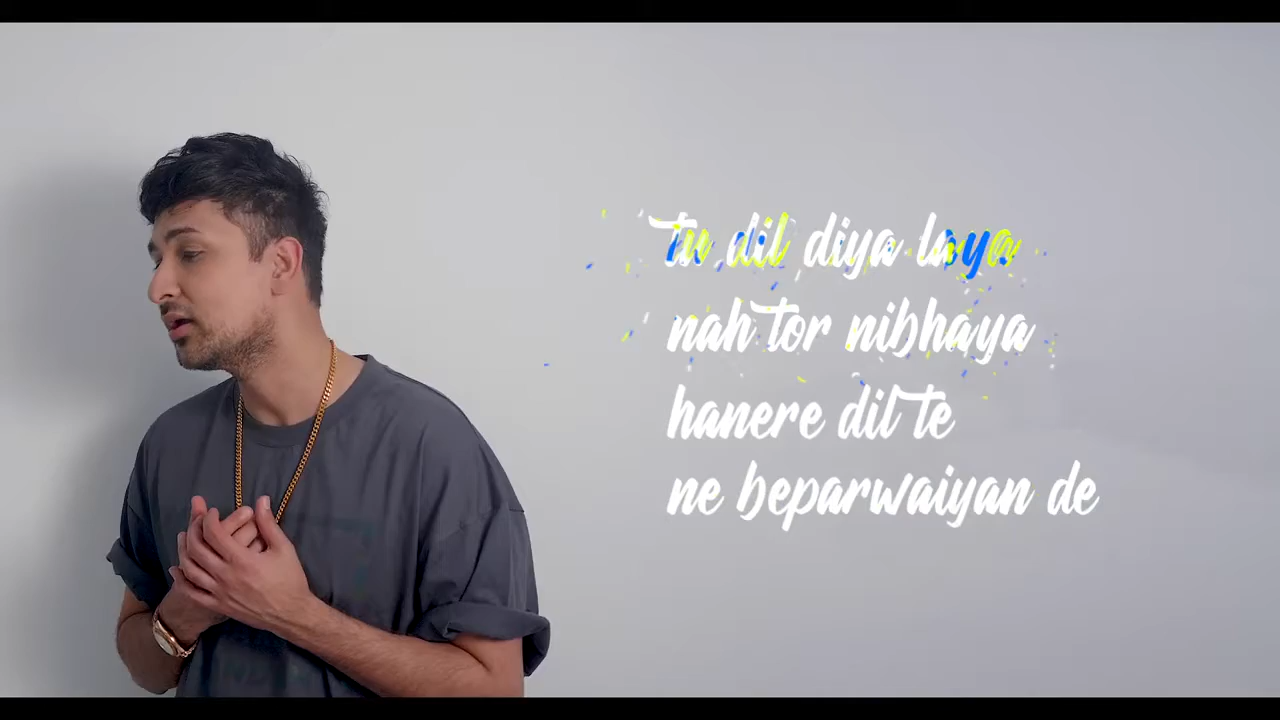 tu dil diya laya
nah tor nibhaya
hanere dil te
ne beparwaiyan de